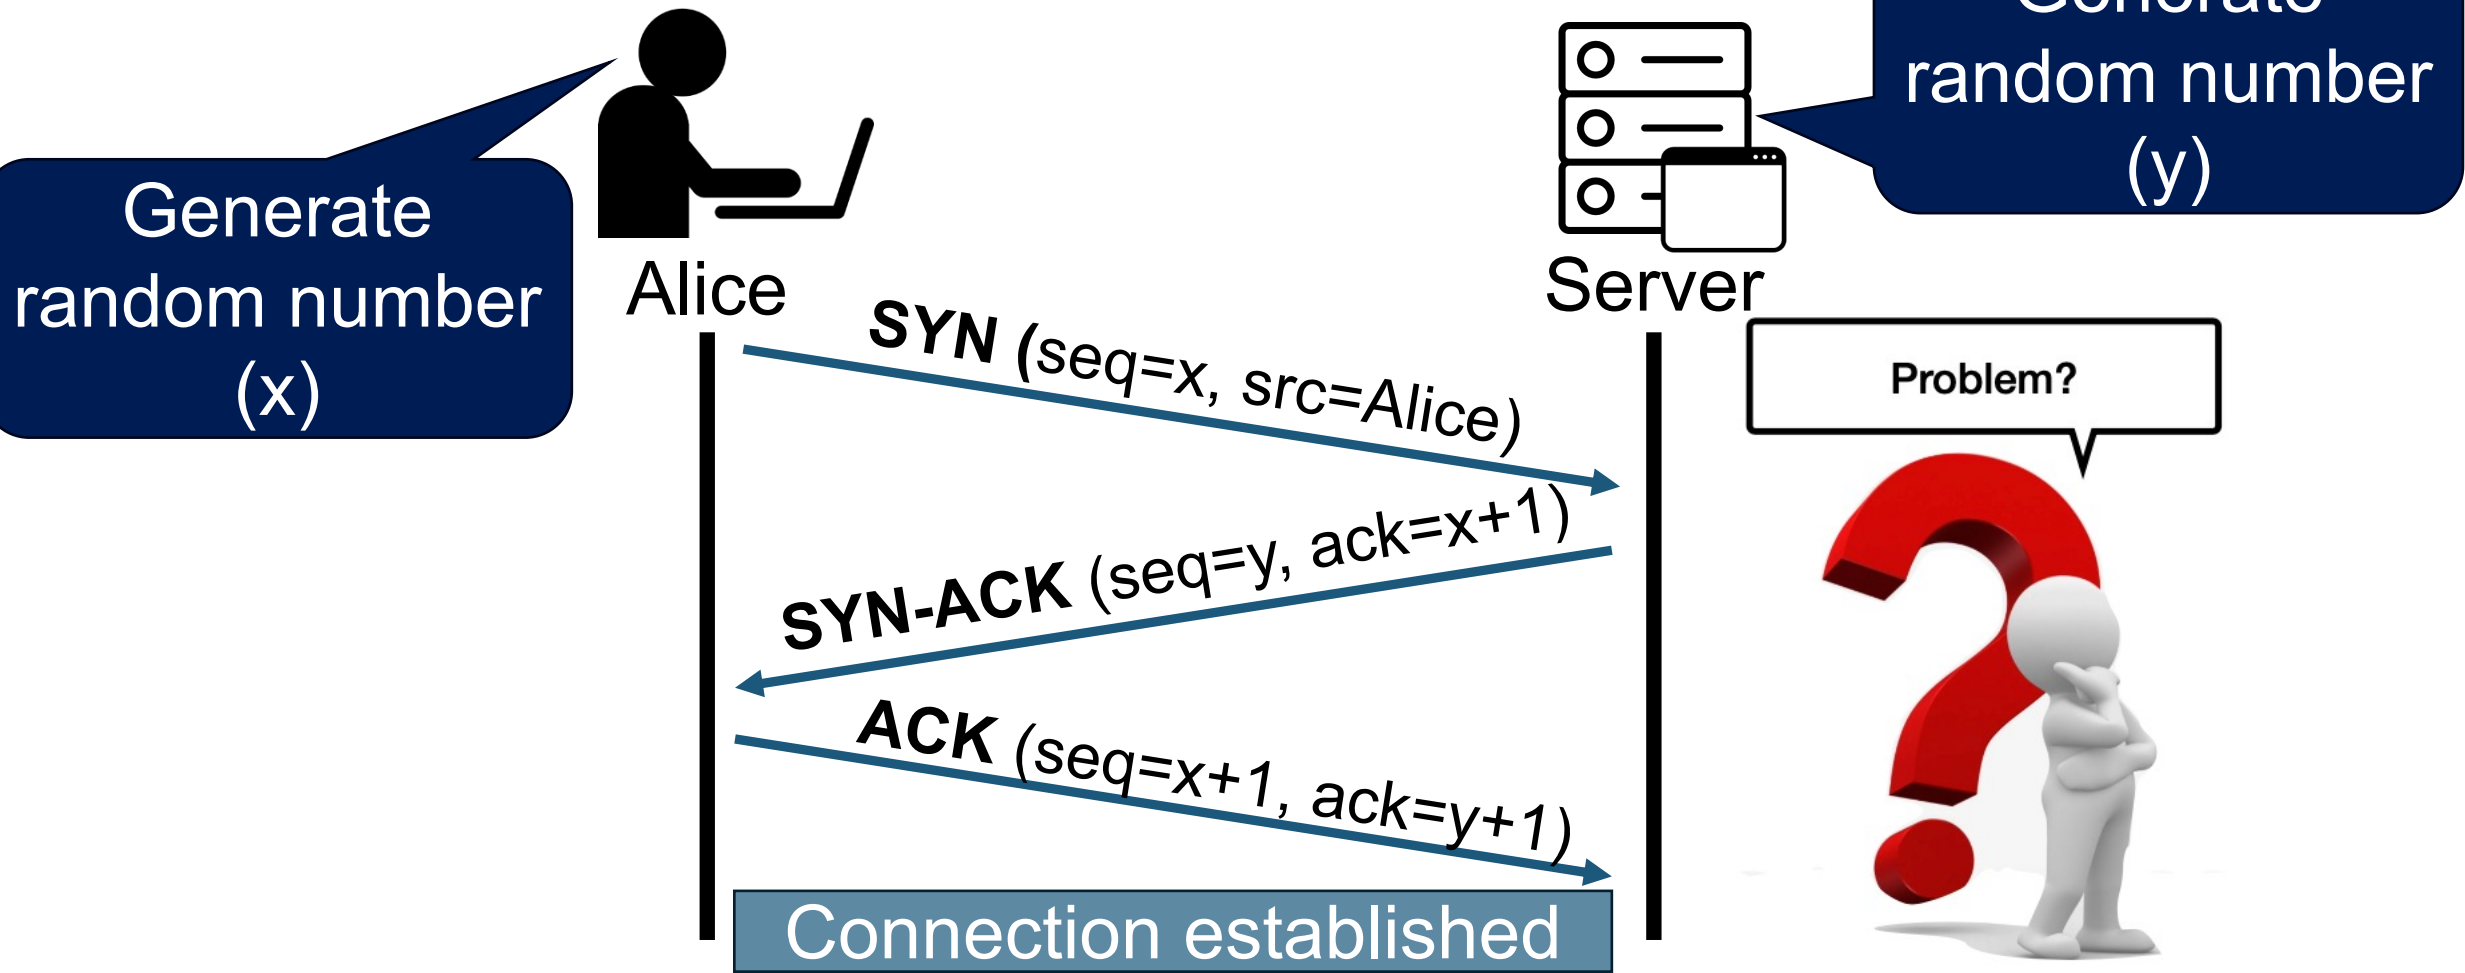 Generate
random number
(y)
Generate
random number
(x)
Alice
Server
SYN (seq=x, src=Alice)
Problem?
SYN-ACK (seq=y, ack=x+1)
ACK (seq=x+1, ack=y+1)
Connection established